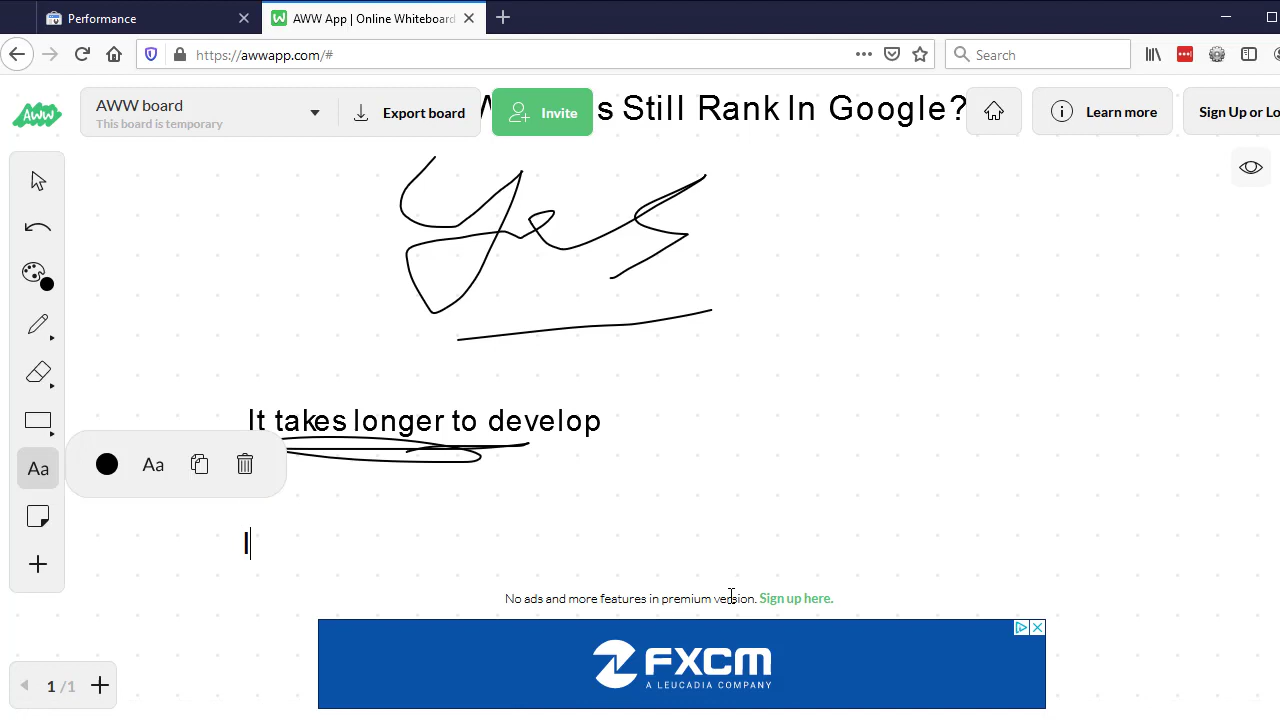 Performance
AWW App | Online Whiteboard
https://awwapp.com/#
Search
AWW
AWW board
This board is temporary
Export board
Invite
s Still Rank In Google?
Learn more
Sign Up or Lo
Yes
It takes longer to develop
Aa
Aa
I
No ads and more features in premium version. Sign up here.
FXCM
A LEUCADIA COMPANY
1 /1